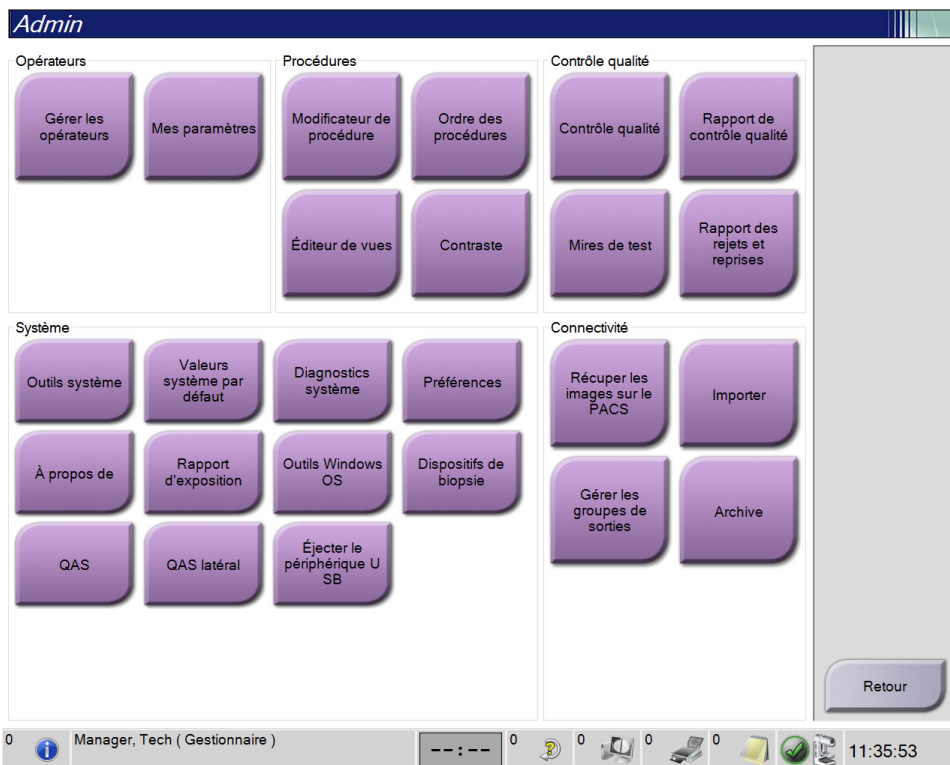 Admin
Opérateurs
Gérer les
opérateurs
Mes paramètres
Procédures
Modificateur de
procédure
Ordre des
procédures
Éditeur de vues
Contraste
Contrôle qualité
Contrôle qualité
Rapport de
contrôle qualité
Mires de test
Rapport des
rejets et
reprises
Système
Outils système
Valeurs
système par
défaut
Diagnostics
système
Préférences
À propos de
Rapport
d'exposition
Outils Windows
OS
Dispositifs de
biopsie
QAS
QAS latéral
Éjecter le
périphérique U
SB
Connectivité
Récuper les
images sur le
PACS
Importer
Gérer les
groupes de
sorties
Archive
Retour
0 Manager, Tech ( Gestionnaire ) --:-- 0 0 0 0 11:35:53